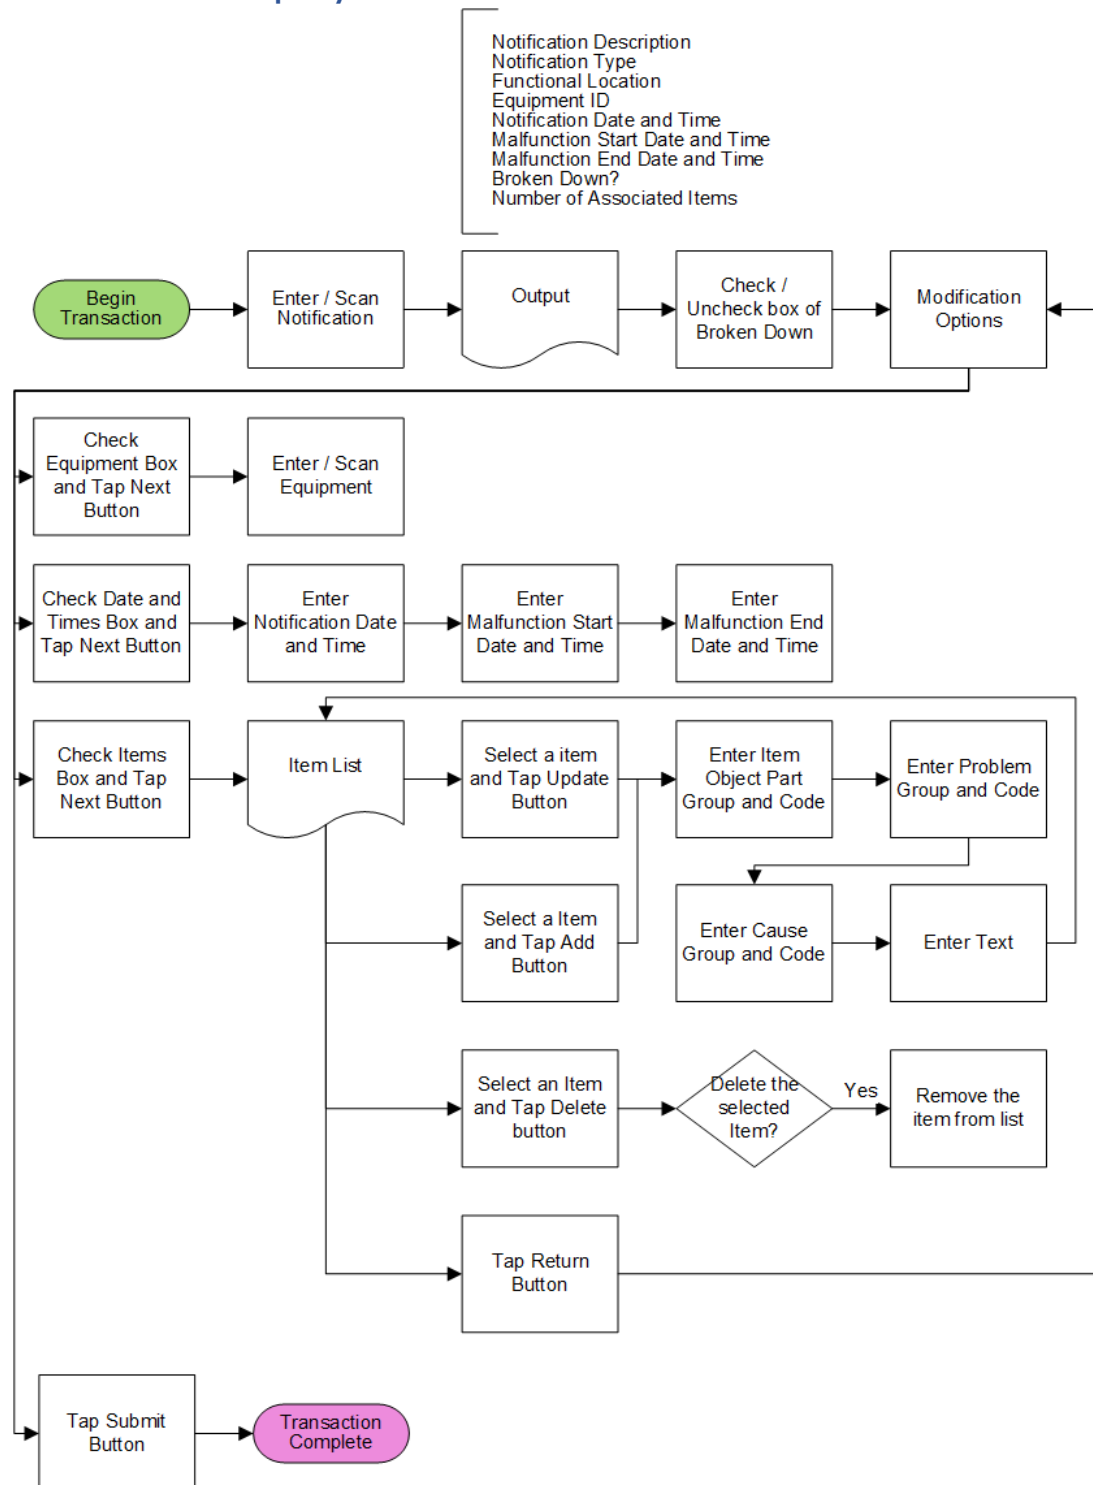 Notification Description
Notification Type
Functional Location
Equipment ID
Notification Date and Time
Malfunction Start Date and Time
Malfunction End Date and Time
Broken Down?
Number of Associated Items
Begin
Transaction
Enter / Scan
Notification
Output
Check /
Uncheck box of
Broken Down
Modification
Options
Check
Equipment Box
and Tap Next
Button
Enter / Scan
Equipment
Check Date and
Times Box and
Tap Next Button
Enter
Notification Date
and Time
Enter
Malfunction Start
Date and Time
Enter
Malfunction End
Date and Time
Check Items
Box and Tap
Next Button
Item List
Select a item
and Tap Update
Button
Enter Item
Object Part
Group and Code
Enter Problem
Group and Code
Select a Item
and Tap Add
Button
Enter Cause
Group and Code
Enter Text
Select an Item
and Tap Delete
button
Delete the
selected
Item?
Yes
Remove the
item from list
Tap Return
Button
Tap Submit
Button
Transaction
Complete